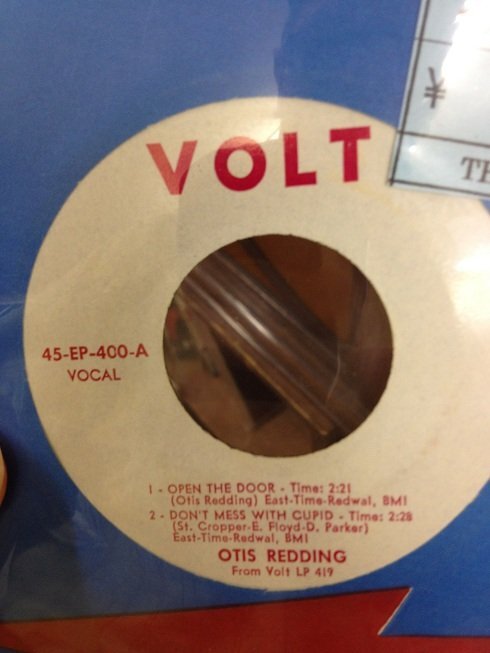 VOLT
¥
45-EP-400-A
VOCAL
1 - OPEN THE DOOR - Time: 2:21
(Otis Redding) East-Time-Redwal, BMI
2 - DON'T MESS WITH CUPID - Time: 2:28
(St. Cropper-E. Floyd-D. Parker)
East-Time-Redwal, BMI
OTIS REDDING
From Volt LP 419